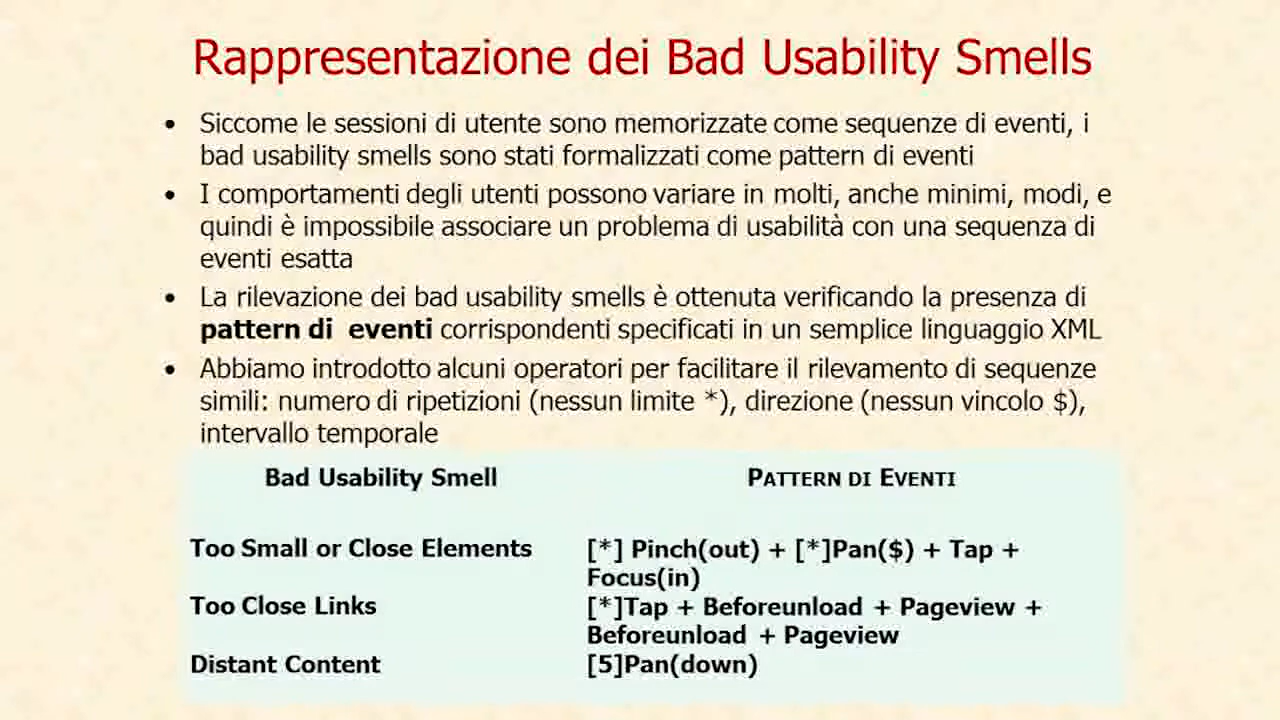 Rappresentazione dei Bad Usability Smells
• Siccome le sessioni di utente sono memorizzate come sequenze di eventi, i
bad usability smells sono stati formalizzati come pattern di eventi
• I comportamenti degli utenti possono variare in molti, anche minimi, modi, e
quindi è impossibile associare un problema di usabilità con una sequenza di
eventi esatta
• La rilevazione dei bad usability smells è ottenuta verificando la presenza di
pattern di eventi corrispondenti specificati in un semplice linguaggio XML
• Abbiamo introdotto alcuni operatori per facilitare il rilevamento di sequenze
simili: numero di ripetizioni (nessun limite *), direzione (nessun vincolo $),
intervallo temporale
Bad Usability Smell PATTERN DI EVENTI
Too Small or Close Elements [*] Pinch(out) + [*]Pan($) + Tap +
Focus(in)
Too Close Links [*]Tap + Beforeunload + Pageview +
Beforeunload + Pageview
Distant Content [5]Pan(down)